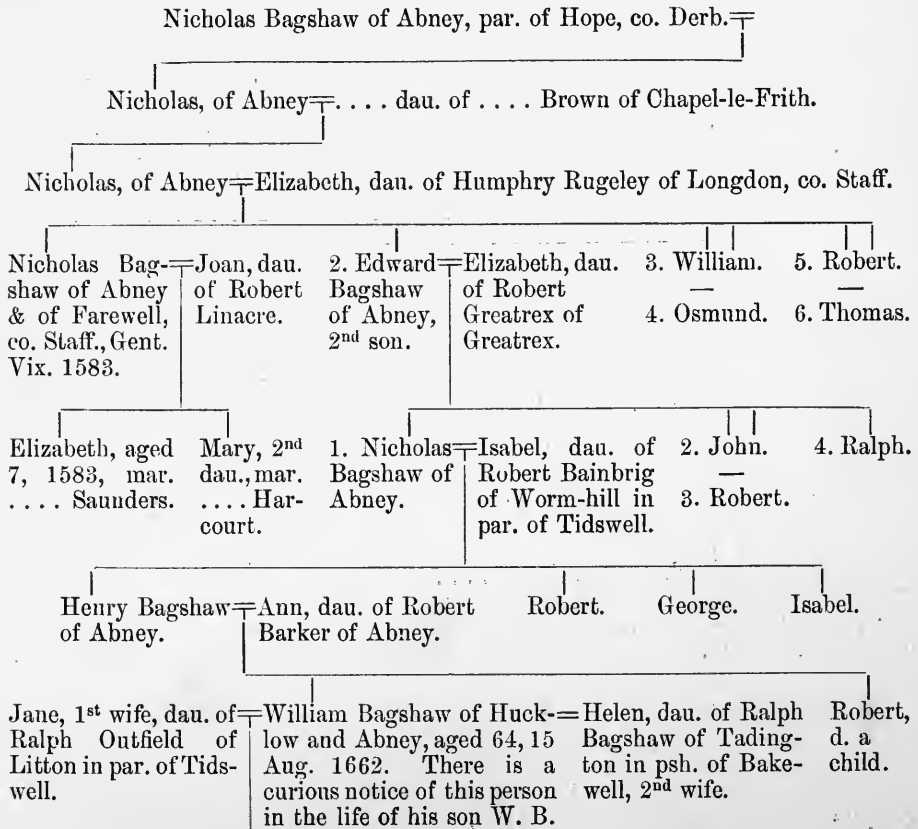 Nicholas Bagshaw of Abney, par. of Hope, co. Derb.
Nicholas, of Abney . . . . dau. of . . . . Brown of Chapel-le-Frith.
Nicholas, of Abney Elizabeth, dau. of Humphry Rugeley of Longdon, co. Staff.
Nicholas Bag-
shaw of Abney
& of Farewell,
co. Staff., Gent.
Vix. 1583.
Joan, dau.
of Robert
Linacre.
2. Edward
Bagshaw
of Abney,
2nd son.
Elizabeth, dau.
of Robert
Greatrex of
Greatrex.
3. William.
—
4. Osmund.
5. Robert.
—
6. Thomas.
Elizabeth, aged
7, 1583, mar.
. . . . Saunders.
Mary, 2nd
dau., mar.
. . . . Har-
court.
1. Nicholas
Bagshaw of
Abney.
Isabel, dau. of
Robert Bainbrig
of Worm-hill in
par. of Tidswell.
2. John.
—
3. Robert.
4. Ralph.
Henry Bagshaw
of Abney.
Ann, dau. of Robert
Barker of Abney.
Robert.
George.
Isabel.
Jane, 1st wife, dau. of
Ralph Outfield of
Litton in par. of Tids-
well.
William Bagshaw of Huck-
low and Abney, aged 64, 15
Aug. 1662. There is a
curious notice of this person
in the life of his son W. B.
Helen, dau. of Ralph
Bagshaw of Tading-
ton in psh. of Bake-
well, 2nd wife.
Robert,
d. a
child.